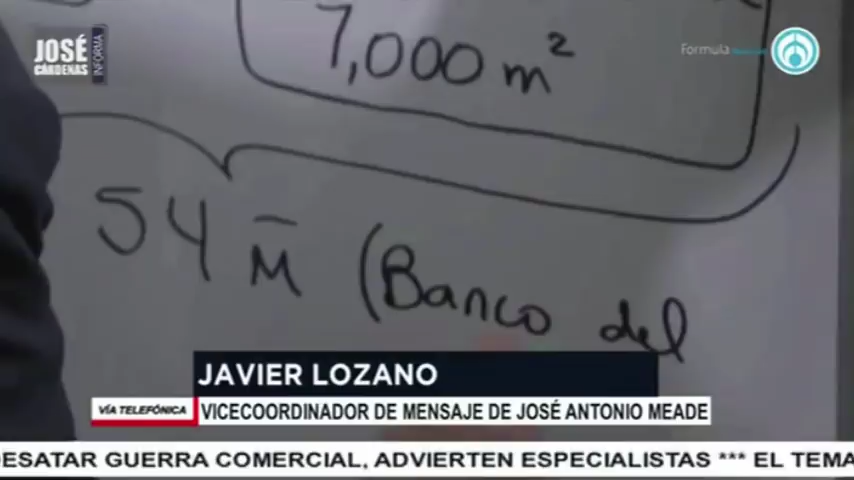 7,000 m²
JOSÉ
CÁRDENAS
INFORMA
Formula
54 M̄ (Banco del
JAVIER LOZANO
VÍA TELEFÓNICA
VICECOORDINADOR DE MENSAJE DE JOSÉ ANTONIO MEADE
DESATAR GUERRA COMERCIAL, ADVIERTEN ESPECIALISTAS *** EL TEMA